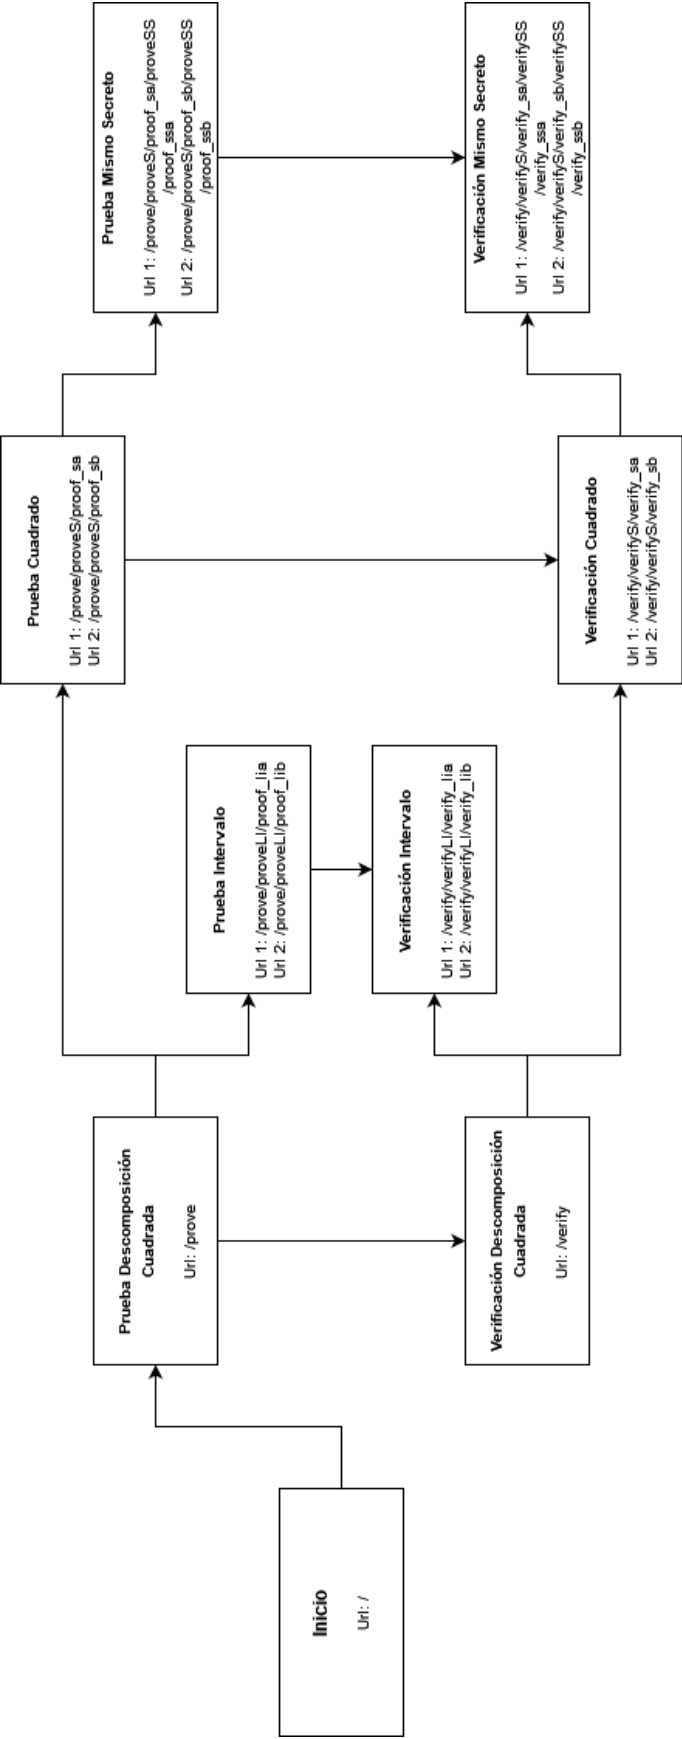 Inicio
Url: /
Prueba Descomposición
Cuadrada
Url: /prove
Verificación Descomposición
Cuadrada
Url: /verify
Prueba Cuadrado
Url 1: /prove/proveS/proof_sa
Url 2: /prove/proveS/proof_sb
Prueba Intervalo
Url 1: /prove/proveLI/proof_lia
Url 2: /prove/proveLI/proof_lib
Verificación Intervalo
Url 1: /verify/verifyLI/verify_lia
Url 2: /verify/verifyLI/verify_lib
Verificación Cuadrado
Url 1: /verify/verifyS/verify_sa
Url 2: /verify/verifyS/verify_sb
Prueba Mismo Secreto
Url 1: /prove/proveS/proof_sa/proveSS
/proof_ssa
Url 2: /prove/proveS/proof_sb/proveSS
/proof_ssb
Verificación Mismo Secreto
Url 1: /verify/verifyS/verify_sa/verifySS
/verify_ssa
Url 2: /verify/verifyS/verify_sb/verifySS
/verify_ssb